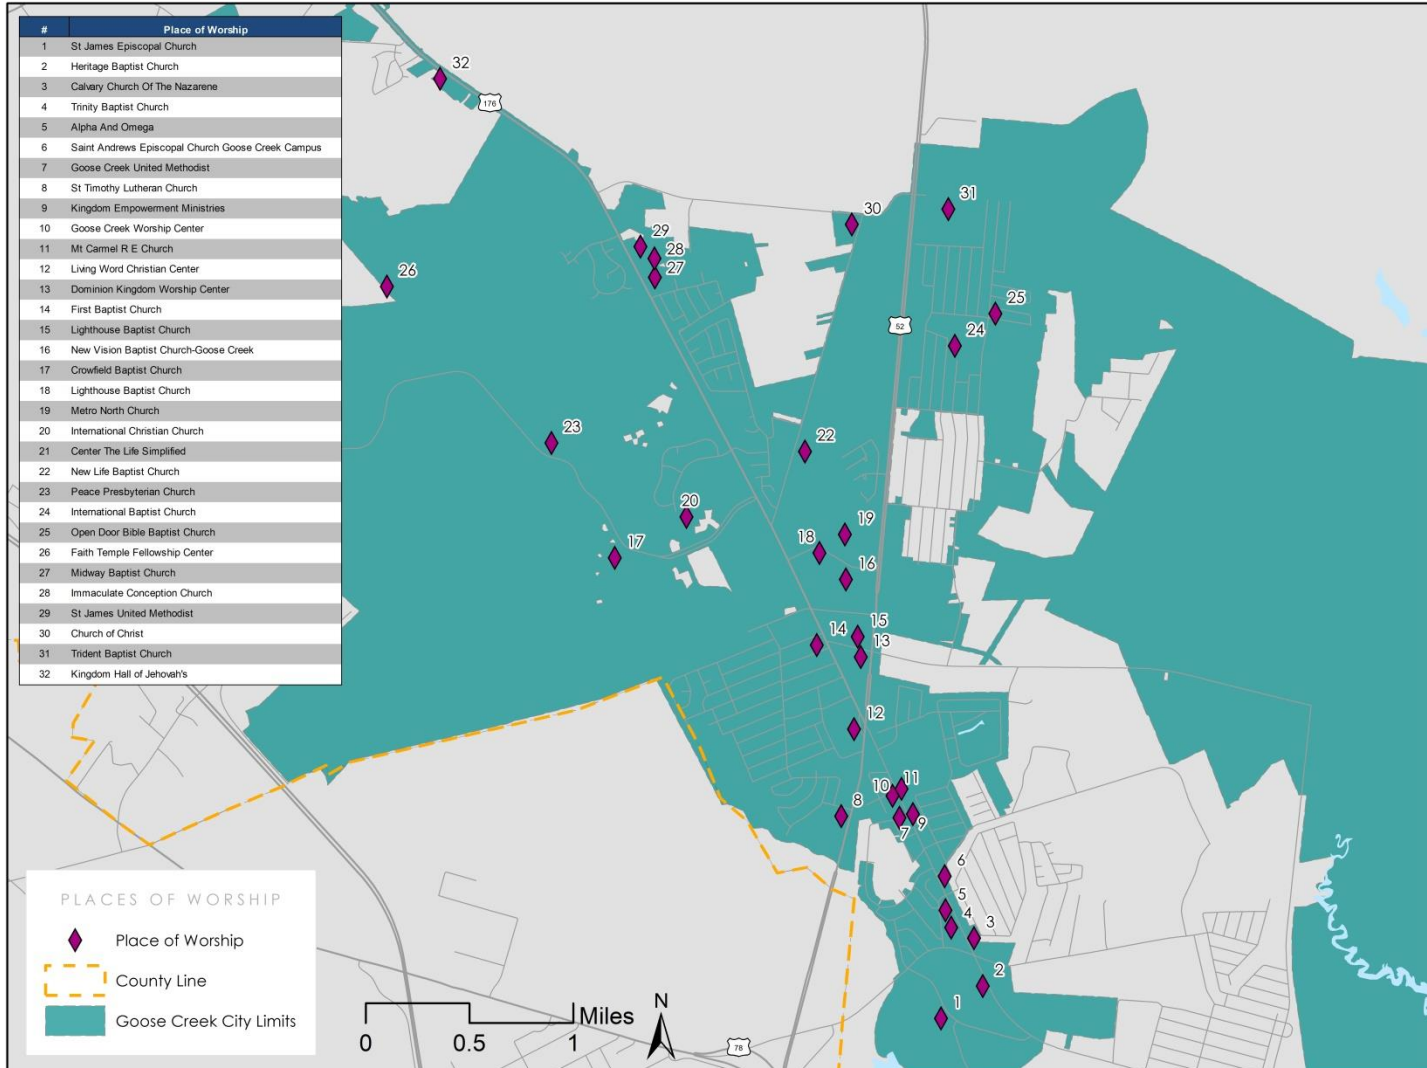 # Place of Worship
1 St James Episcopal Church
2 Heritage Baptist Church
3 Calvary Church Of The Nazarene
4 Trinity Baptist Church
5 Alpha And Omega
6 Saint Andrews Episcopal Church Goose Creek Campus
7 Goose Creek United Methodist
8 St Timothy Lutheran Church
9 Kingdom Empowerment Ministries
10 Goose Creek Worship Center
11 Mt Carmel R E Church
12 Living Word Christian Center
13 Dominion Kingdom Worship Center
14 First Baptist Church
15 Lighthouse Baptist Church
16 New Vision Baptist Church-Goose Creek
17 Crowfield Baptist Church
18 Lighthouse Baptist Church
19 Metro North Church
20 International Christian Church
21 Center The Life Simplified
22 New Life Baptist Church
23 Peace Presbyterian Church
24 International Baptist Church
25 Open Door Bible Baptist Church
26 Faith Temple Fellowship Center
27 Midway Baptist Church
28 Immaculate Conception Church
29 St James United Methodist
30 Church of Christ
31 Trident Baptist Church
32 Kingdom Hall of Jehovah's
32
176
31
30
29
28
27
26
25
52
24
23
22
20
19
18
17
16
15
14
13
12
11
10
8
9
7
6
5
4
3
2
1
PLACES OF WORSHIP
Place of Worship
County Line
Goose Creek City Limits
Miles
0 0.5 1
N
78